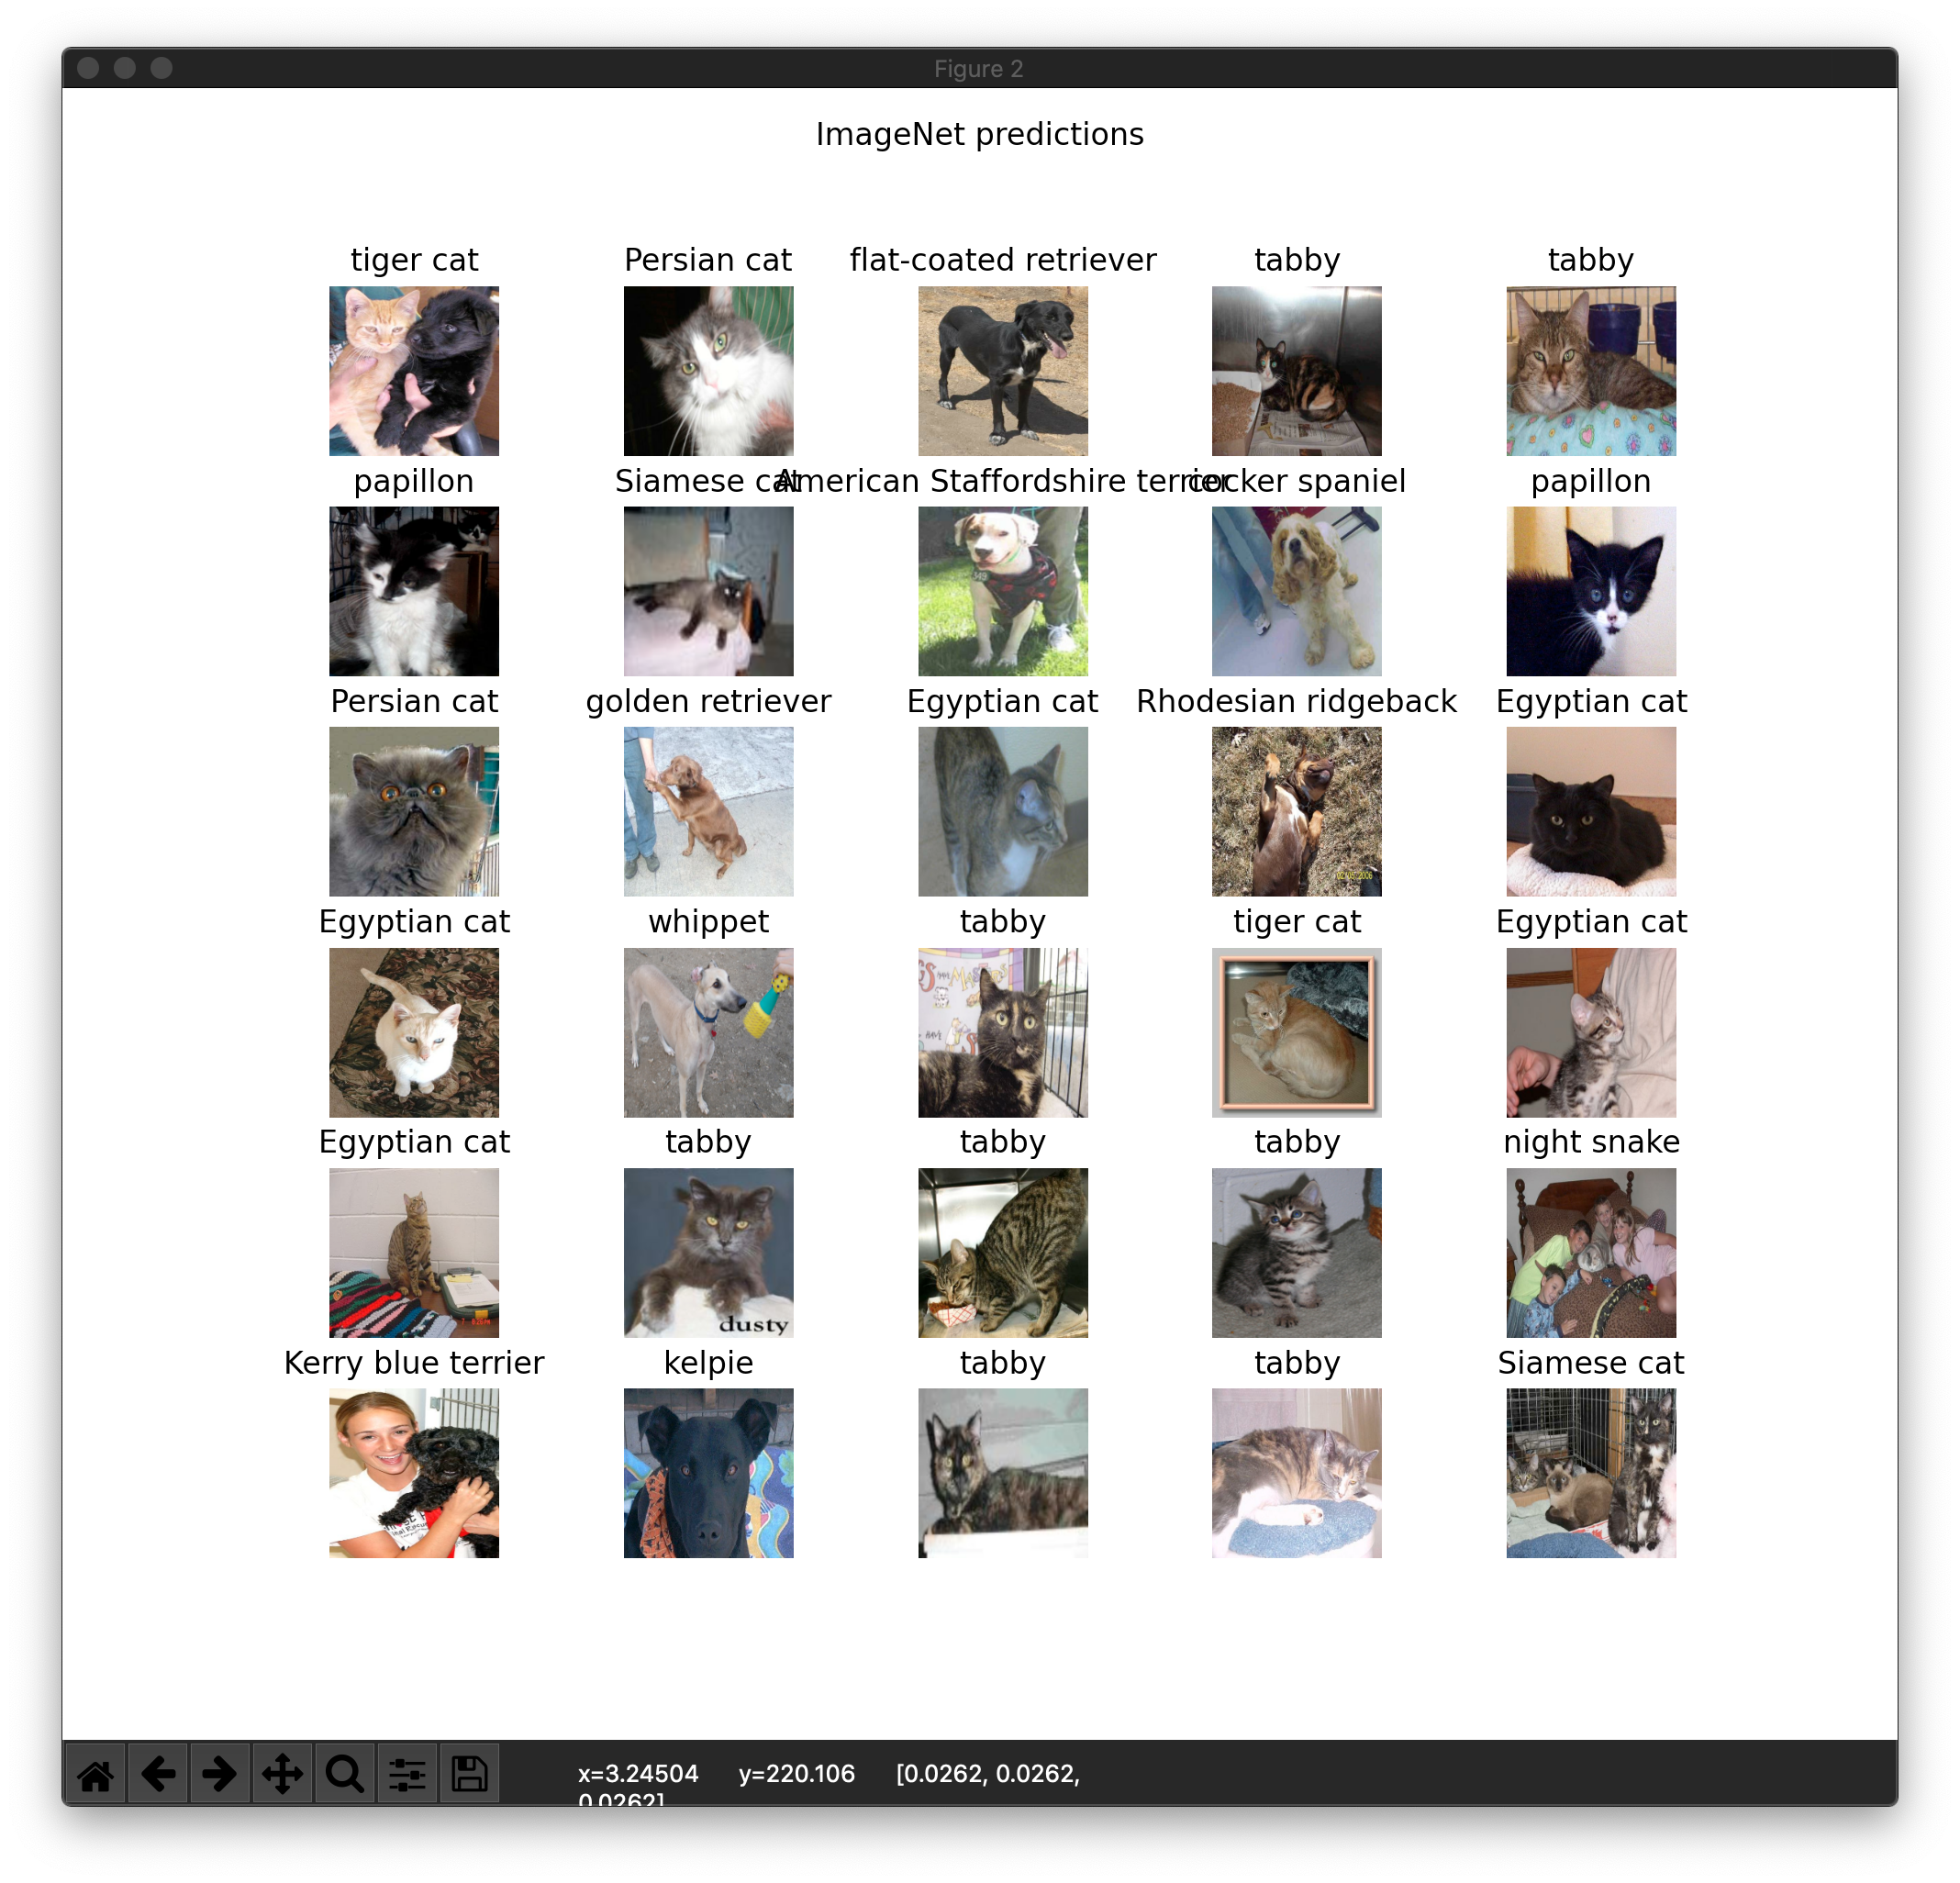 Figure 2
ImageNet predictions
tiger cat Persian cat flat-coated retriever tabby tabby
papillon Siamese cat American Staffordshire terrier cocker spaniel papillon
Persian cat golden retriever Egyptian cat Rhodesian ridgeback Egyptian cat
Egyptian cat whippet tabby tiger cat Egyptian cat
Egyptian cat tabby tabby tabby night snake
dusty
Kerry blue terrier kelpie tabby tabby Siamese cat
x=3.24504 y=220.106 [0.0262, 0.0262,
0.0262]